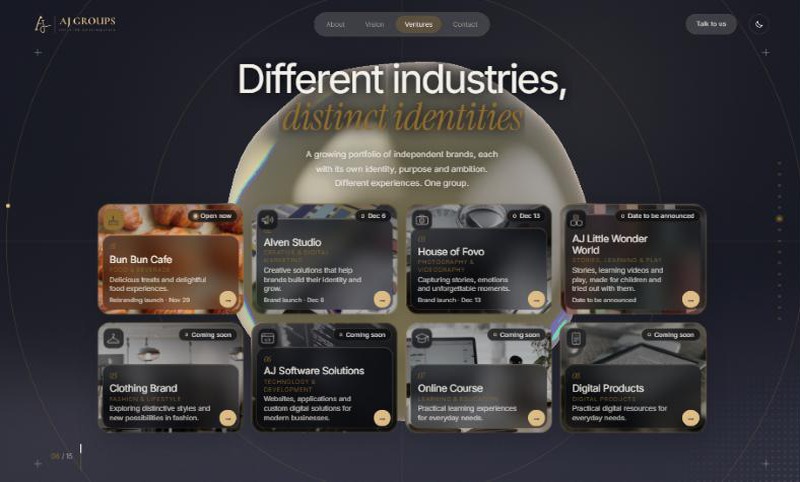 AJ GROUPS
About
Vision
Ventures
Contact
Talk to us
Different industries,
distinct identities
A growing portfolio of independent brands, each
with its own identity, purpose and ambition.
Different experiences. One group.
Open now
Bun Bun Cafe
FOOD & BEVERAGE
Delicious treats and delightful
food experiences.
Rebranding launch · Nov 29
Dec 6
Alven Studio
CREATIVE & DIGITAL
MARKETING
Creative solutions that help
brands build their identity and
grow.
Brand launch · Dec 6
Dec 13
House of Fovo
PHOTOGRAPHY &
VIDEOGRAPHY
Capturing stories, emotions
and unforgettable moments.
Brand launch · Dec 13
Date to be announced
AJ Little Wonder
World
STORIES, LEARNING & PLAY
Stories, learning videos and
play, made for children and
tried out with them.
Date to be announced
Coming soon
05
Clothing Brand
FASHION & LIFESTYLE
Exploring distinctive styles and
new possibilities in fashion.
Coming soon
06
AJ Software Solutions
TECHNOLOGY &
DEVELOPMENT
Websites, applications and
custom digital solutions for
modern businesses.
Coming soon
07
Online Course
LEARNING & EDUCATION
Practical learning experiences
for everyday needs.
Coming soon
08
Digital Products
DIGITAL PRODUCTS
Practical digital resources for
everyday needs.
06 / 15